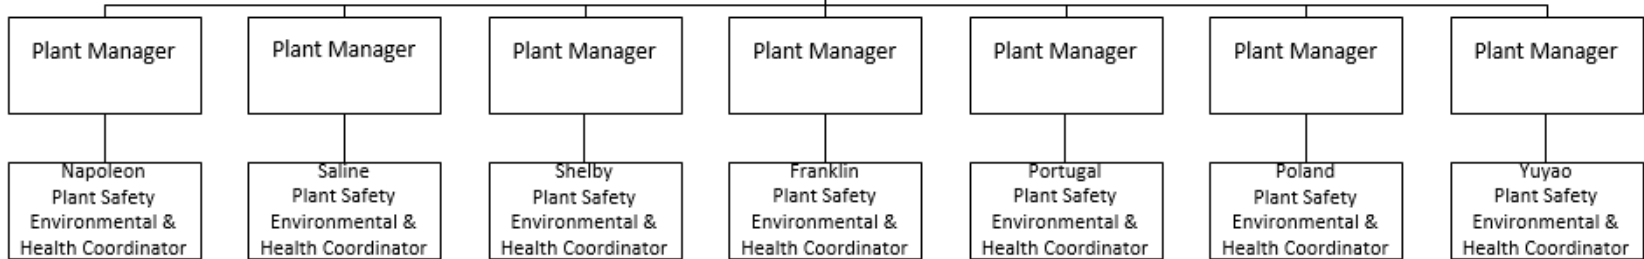 Plant Manager
Plant Manager
Plant Manager
Plant Manager
Plant Manager
Plant Manager
Plant Manager
Napoleon
Plant Safety
Environmental &
Health Coordinator
Saline
Plant Safety
Environmental &
Health Coordinator
Shelby
Plant Safety
Environmental &
Health Coordinator
Franklin
Plant Safety
Environmental &
Health Coordinator
Portugal
Plant Safety
Environmental &
Health Coordinator
Poland
Plant Safety
Environmental &
Health Coordinator
Yuyao
Plant Safety
Environmental &
Health Coordinator